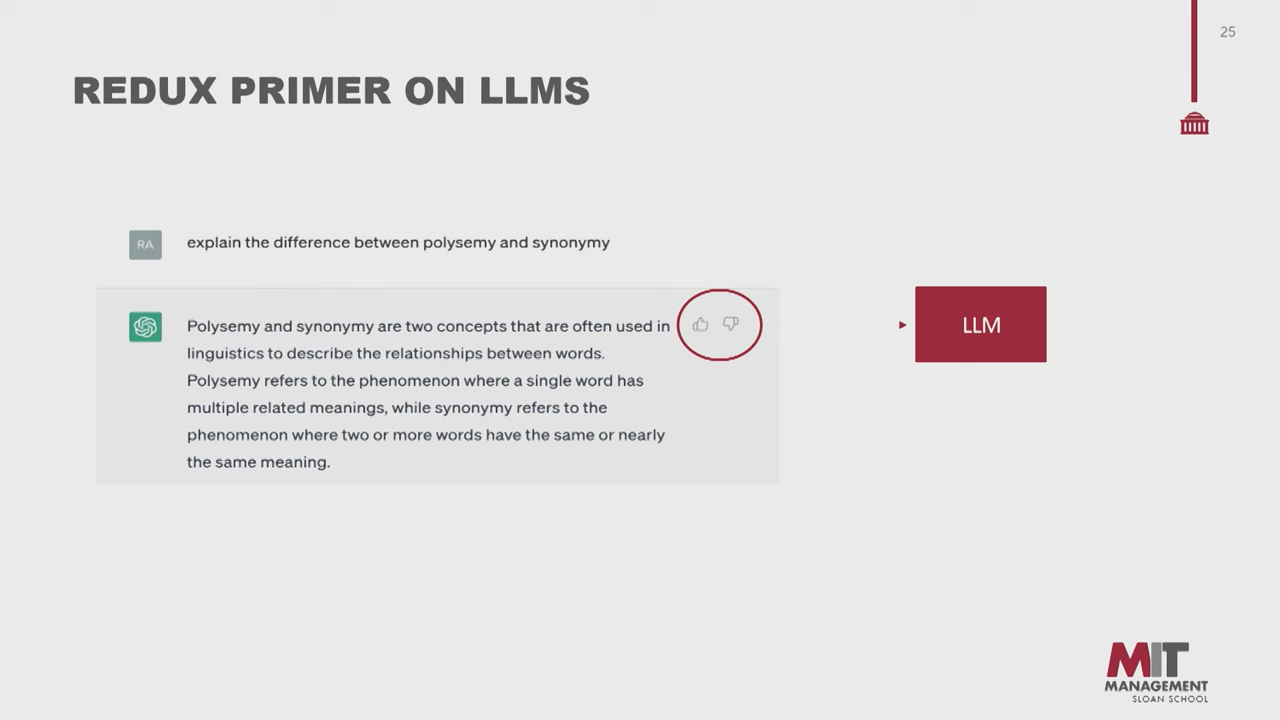 25
REDUX PRIMER ON LLMS
RA
explain the difference between polysemy and synonymy
Polysemy and synonymy are two concepts that are often used in
linguistics to describe the relationships between words.
Polysemy refers to the phenomenon where a single word has
multiple related meanings, while synonymy refers to the
phenomenon where two or more words have the same or nearly
the same meaning.
LLM
MIT
MANAGEMENT
SLOAN SCHOOL